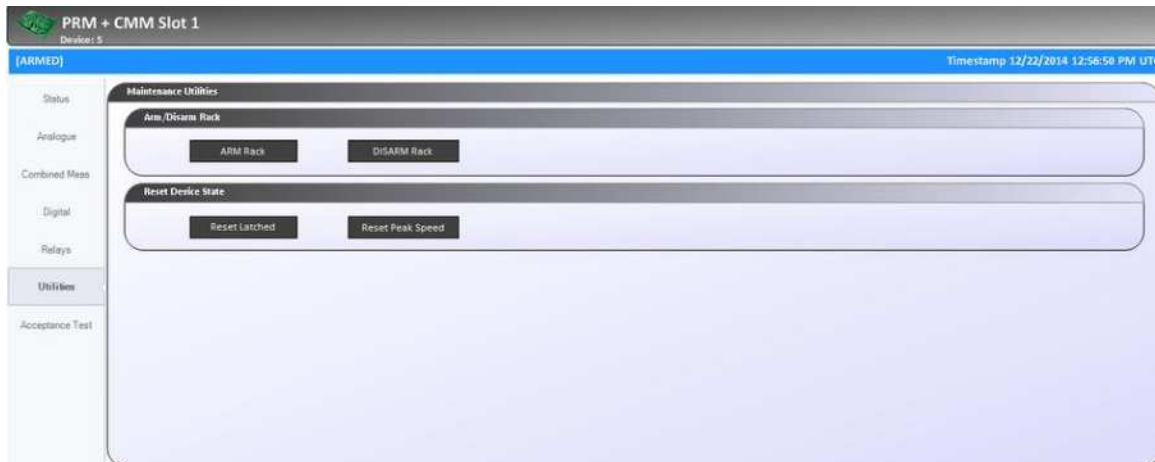 PRM + CMM Slot 1
Device: 5
[ARMED]
Timestamp 12/22/2014 12:56:50 PM UT
Status
Analogue
Combined Meas
Digital
Relays
Utilities
Acceptance Test
Maintenance Utilities
Arm/Disarm Rack
ARM Rack
DISARM Rack
Reset Device State
Reset Latched
Reset Peak Speed